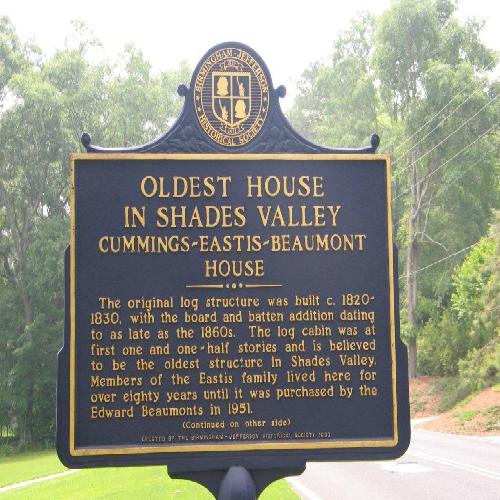 BIRMINGHAM-JEFFERSON
HISTORICAL SOCIETY
OLDEST HOUSE
IN SHADES VALLEY
CUMMINGS-EASTIS-BEAUMONT
HOUSE
The original log structure was built c. 1820-
1830, with the board and batten addition dating
to as late as the 1860s. The log cabin was at
first one and one-half stories and is believed
to be the oldest structure in Shades Valley.
Members of the Eastis family lived here for
over eighty years until it was purchased by the
Edward Beaumonts in 1951.
(Continued on other side)
ERECTED BY THE BIRMINGHAM-JEFFERSON HISTORICAL SOCIETY